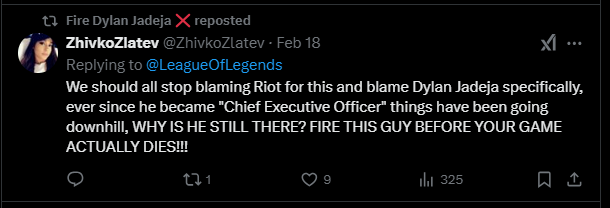 Fire Dylan Jadeja ❌ reposted
ZhivkoZlatev @ZhivkoZlatev · Feb 18
Replying to @LeagueOfLegends
We should all stop blaming Riot for this and blame Dylan Jadeja specifically,
ever since he became "Chief Executive Officer" things have been going
downhill, WHY IS HE STILL THERE? FIRE THIS GUY BEFORE YOUR GAME
ACTUALLY DIES!!!
1 9 325